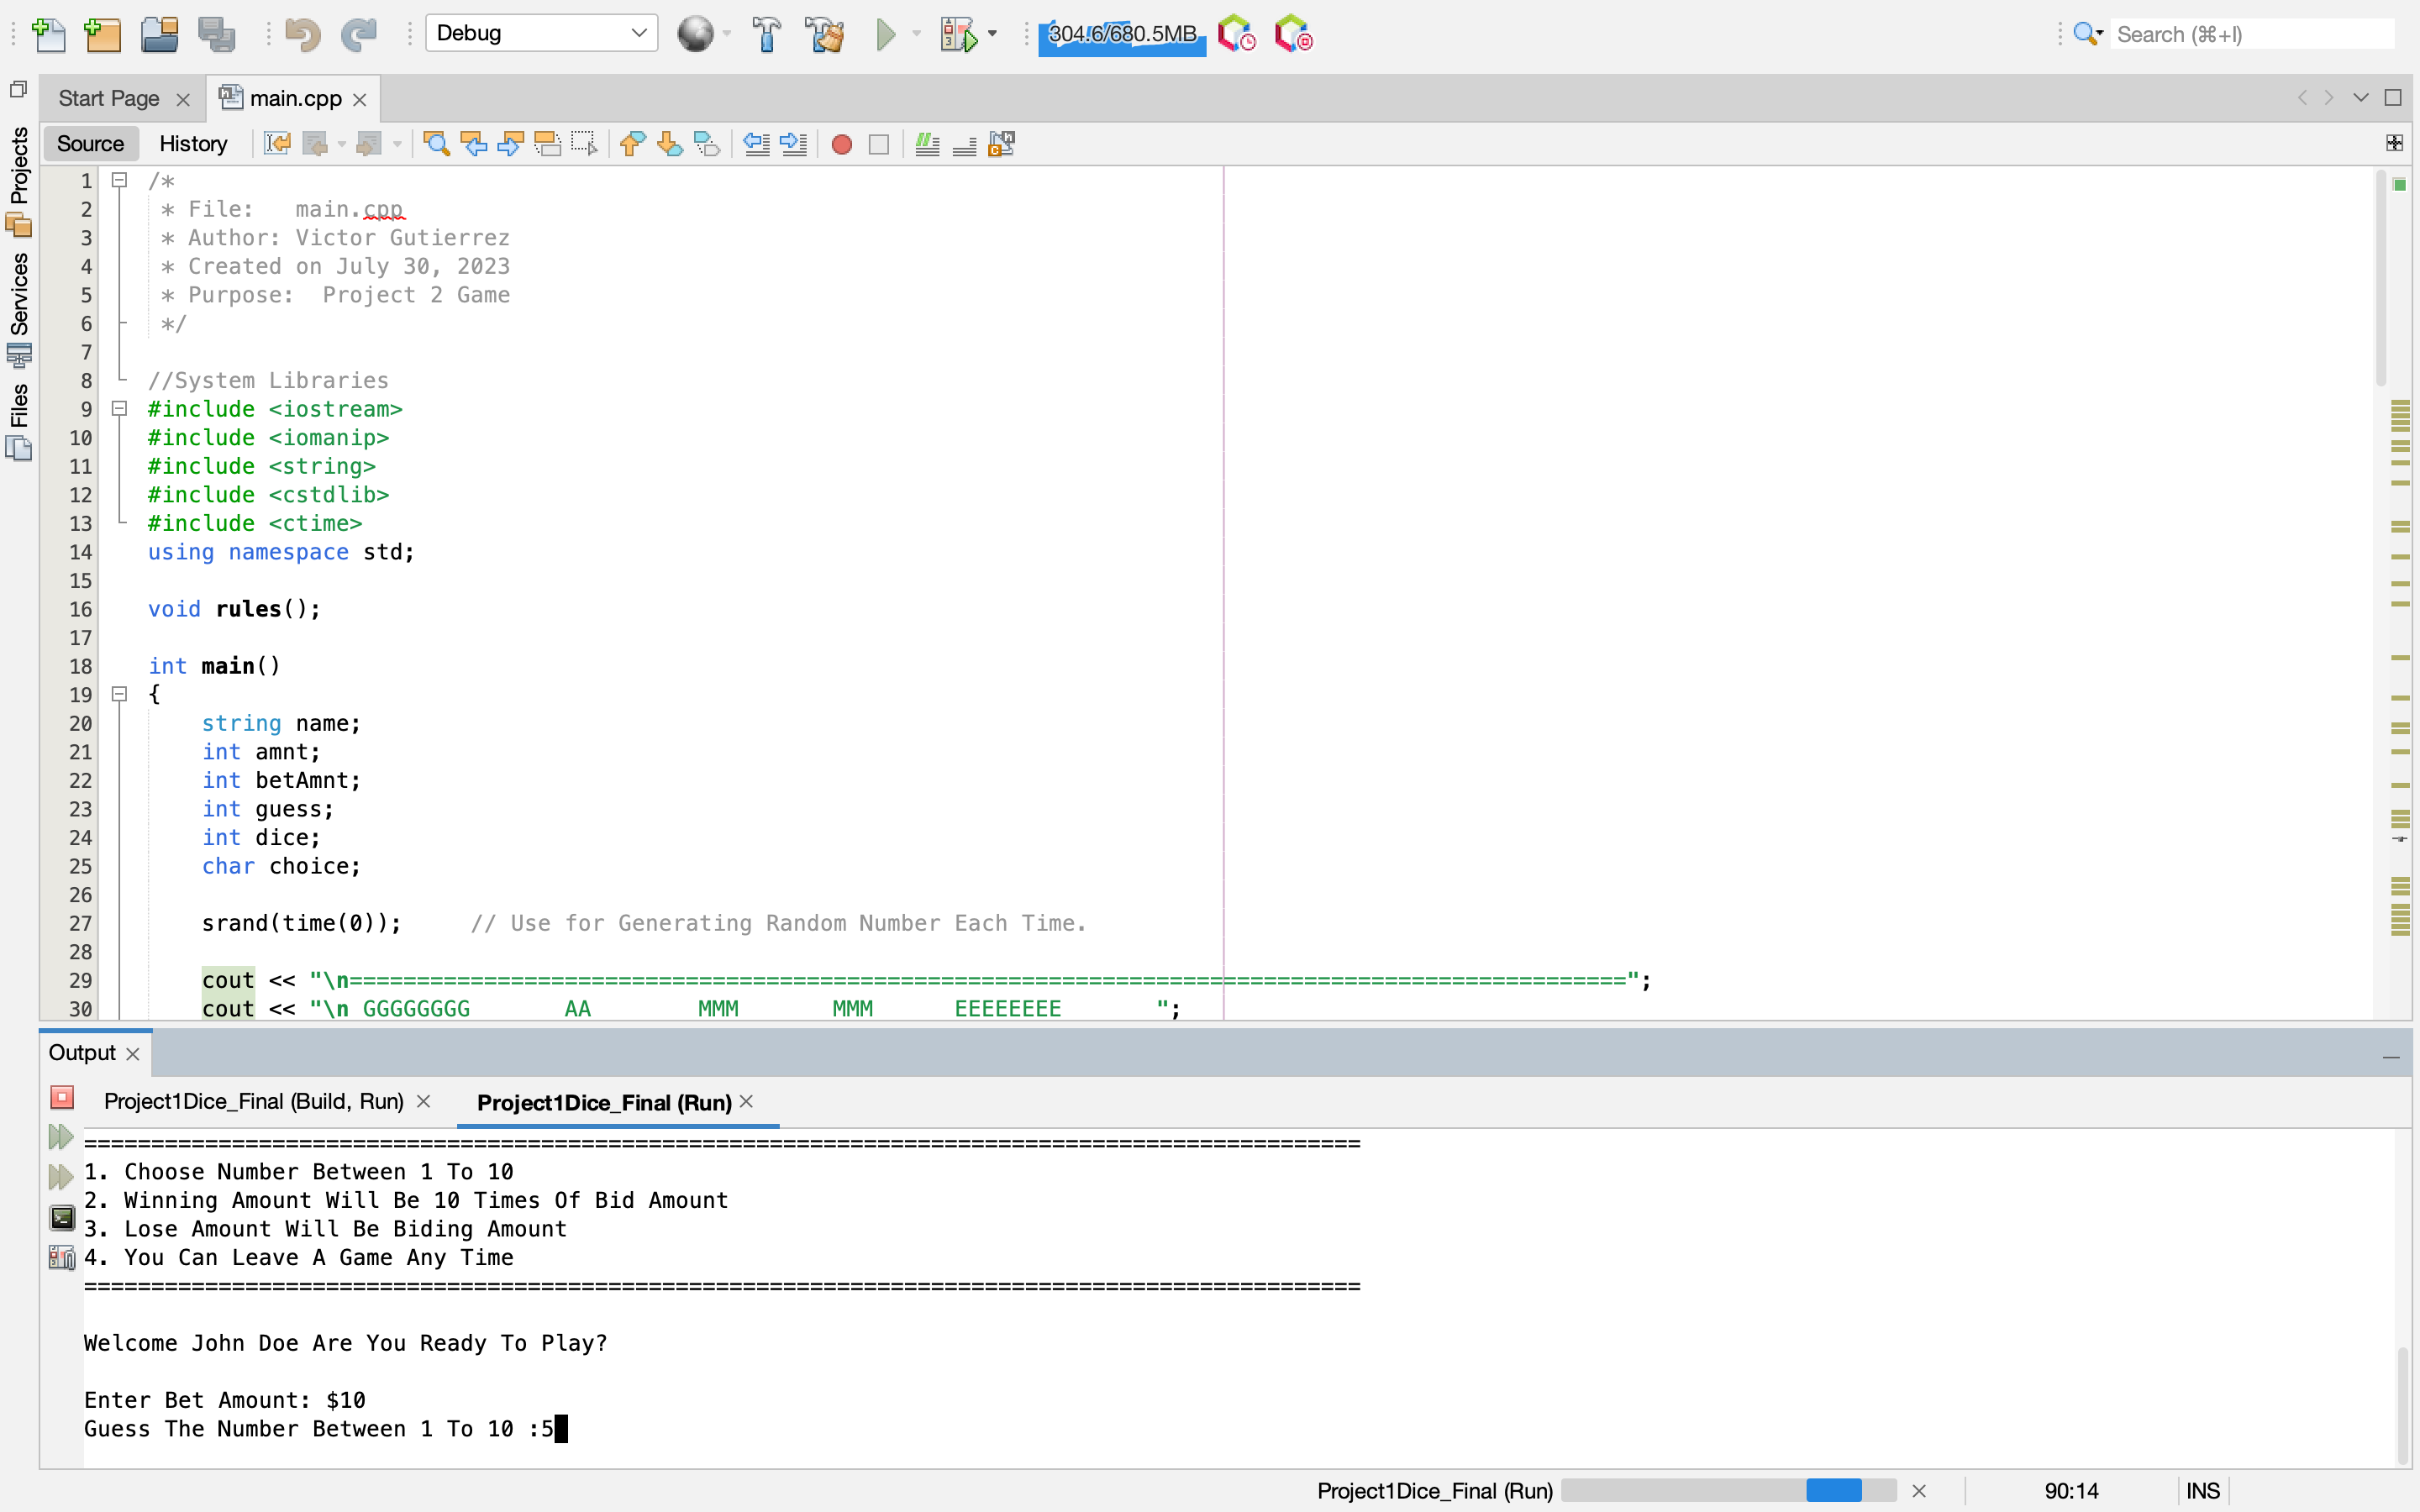 Debug
304.6/680.5MB
Search (⌘+I)
Start Page
main.cpp
Source
History
Projects
Services
Files
1 /*
2 * File:   main.cpp
3 * Author: Victor Gutierrez
4 * Created on July 30, 2023
5 * Purpose:  Project 2 Game
6 */
7
8 //System Libraries
9 #include <iostream>
10 #include <iomanip>
11 #include <string>
12 #include <cstdlib>
13 #include <ctime>
14 using namespace std;
15
16 void rules();
17
18 int main()
19 {
20     string name;
21     int amnt;
22     int betAmnt;
23     int guess;
24     int dice;
25     char choice;
26
27     srand(time(0));     // Use for Generating Random Number Each Time.
28
29     cout << "\n===============================================================================================";
30     cout << "\n GGGGGGGG       AA        MMM       MMM      EEEEEEEE       ";
Output
Project1Dice_Final (Build, Run)
Project1Dice_Final (Run)
===============================================================================================
1. Choose Number Between 1 To 10
2. Winning Amount Will Be 10 Times Of Bid Amount
3. Lose Amount Will Be Biding Amount
4. You Can Leave A Game Any Time
===============================================================================================
Welcome John Doe Are You Ready To Play?
Enter Bet Amount: $10
Guess The Number Between 1 To 10 :5
Project1Dice_Final (Run)
90:14
INS